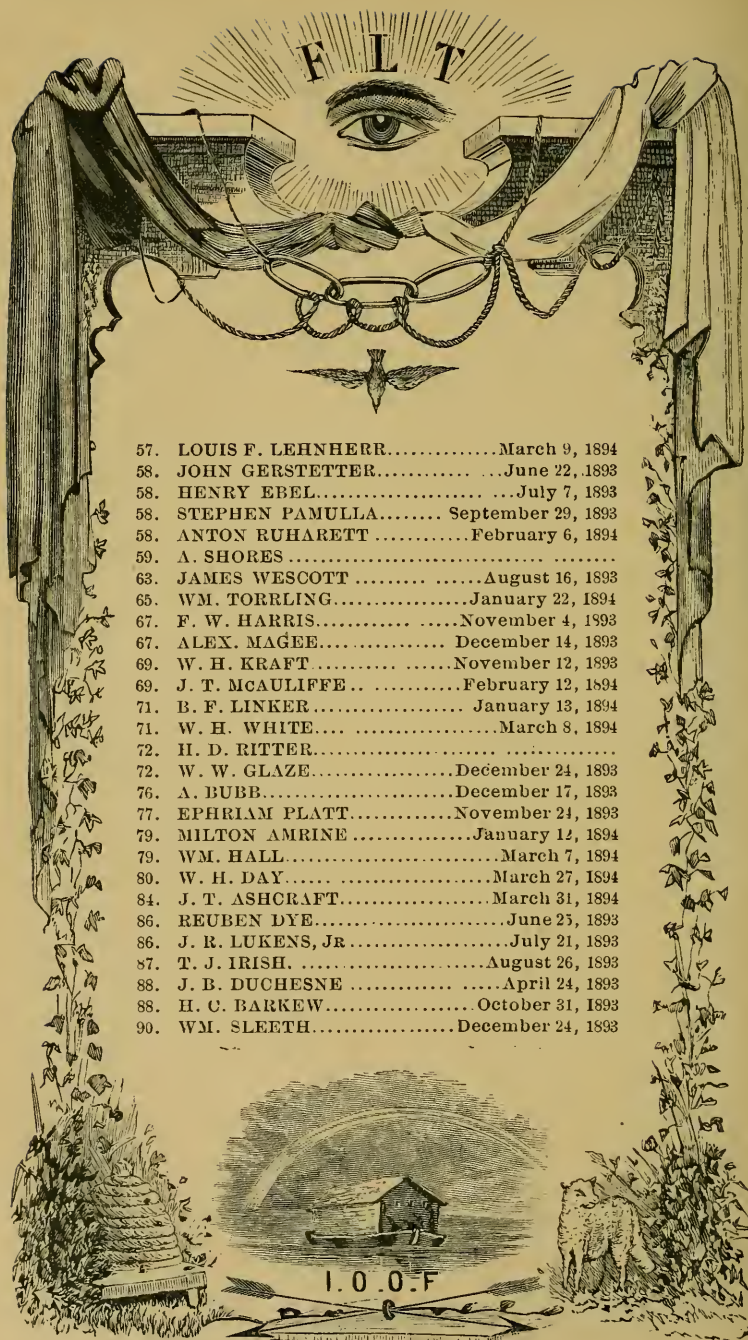 F L T
57. LOUIS F. LEHNHERR..............March 9, 1894
58. JOHN GERSTETTER............ ...June 22, 1893
58. HENRY EBEL...................... ...July 7, 1893
58. STEPHEN PAMULLA........ September 29, 1893
58. ANTON RUHARETT ............February 6, 1894
59. A. SHORES ................................. ........
63. JAMES WESCOTT .......... .......August 16, 1893
65. WM. TORRLING.................January 22, 1894
67. F. W. HARRIS............. .....November 4, 1893
67. ALEX. MAGEE................ December 14, 1893
69. W. H. KRAFT............. .......November 12, 1893
69. J. T. MCAULIFFE .. ............February 12, 1894
71. B. F. LINKER................... January 13, 1894
71. W. H. WHITE.... ...................March 8, 1894
72. H. D. RITTER........................ ..............
72. W. W. GLAZE....................December 24, 1893
76. A. BUBB...........................December 17, 1893
77. EPHRIAM PLATT..............November 24, 1893
79. MILTON AMRINE ...............January 12, 1894
79. WM. HALL...........................March 7, 1894
80. W. H. DAY...... ....................March 27, 1894
84. J. T. ASHCRAFT..................March 31, 1894
86. REUBEN DYE.....................June 25, 1893
86. J. R. LUKENS, JR....................July 21, 1893
87. T. J. IRISH. ........................August 26, 1893
88. J. B. DUCHESNE ............ .....April 24, 1893
88. H. C. BARKEW...................October 31, 1893
90. WM. SLEETH..................December 24, 1893
I. O. O. F